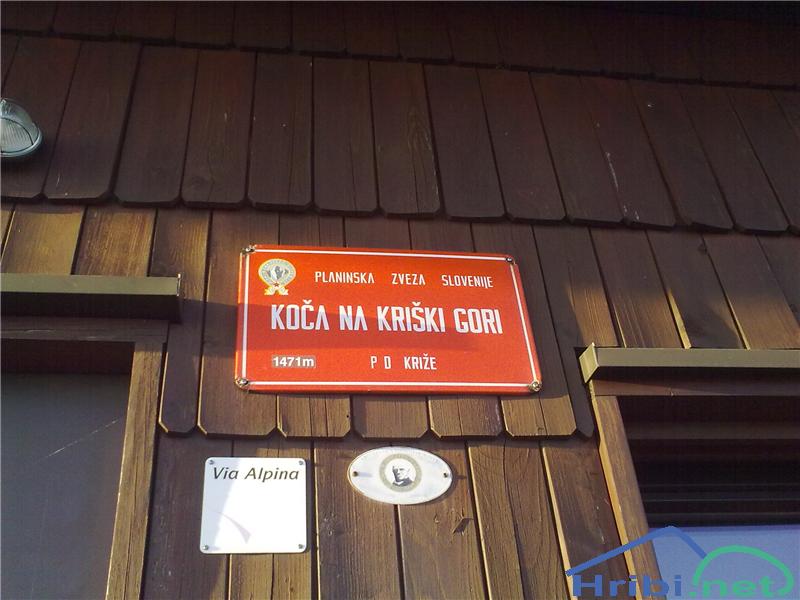 PLANINSKA ZVEZA SLOVENIJE
KOČA NA KRIŠKI GORI
1471m
P D KRIŽE
Via Alpina
Hribi.net